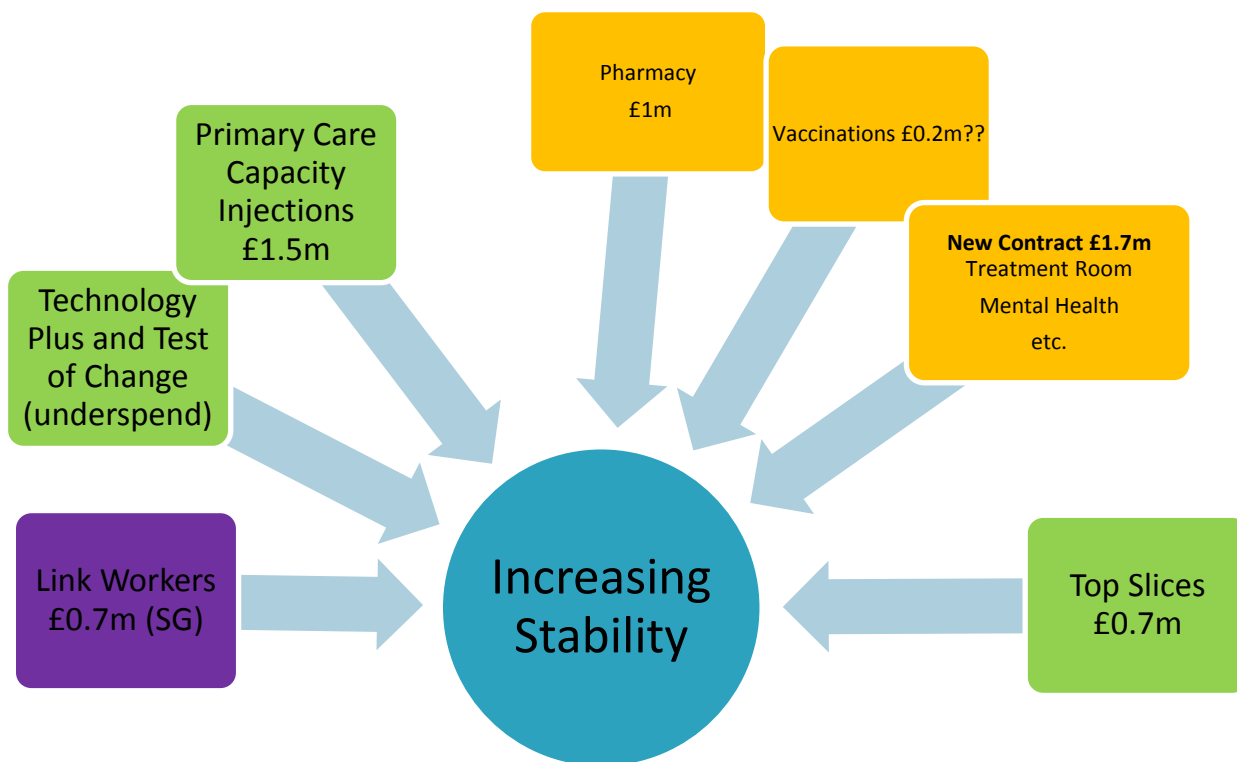 Pharmacy
£1m
Vaccinations £0.2m??
Primary Care
Capacity
Injections
£1.5m
New Contract £1.7m
Treatment Room
Mental Health
etc.
Technology
Plus and Test
of Change
(underspend)
Link Workers
£0.7m (SG)
Increasing
Stability
Top Slices
£0.7m